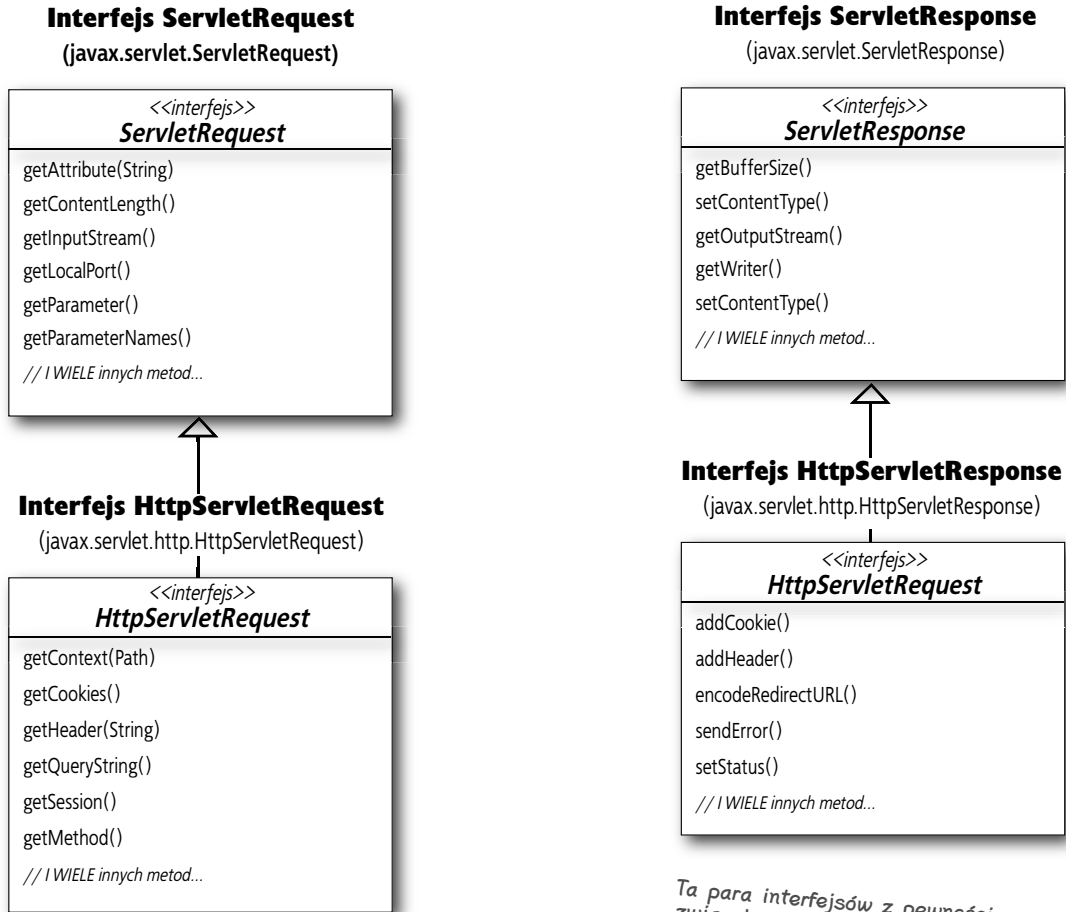 Interfejs ServletRequest
(javax.servlet.ServletRequest)
<<interfejs>>
ServletRequest
getAttribute(String)
getContentLength()
getInputStream()
getLocalPort()
getParameter()
getParameterNames()
// I WIELE innych metod...
Interfejs HttpServletRequest
(javax.servlet.http.HttpServletRequest)
<<interfejs>>
HttpServletRequest
getContext(Path)
getCookies()
getHeader(String)
getQueryString()
getSession()
getMethod()
// I WIELE innych metod...
Interfejs ServletResponse
(javax.servlet.ServletResponse)
<<interfejs>>
ServletResponse
getBufferSize()
setContentType()
getOutputStream()
getWriter()
setContentType()
// I WIELE innych metod...
Interfejs HttpServletResponse
(javax.servlet.http.HttpServletResponse)
<<interfejs>>
HttpServletRequest
addCookie()
addHeader()
encodeRedirectURL()
sendError()
setStatus()
// I WIELE innych metod...
Ta para interfejsów z